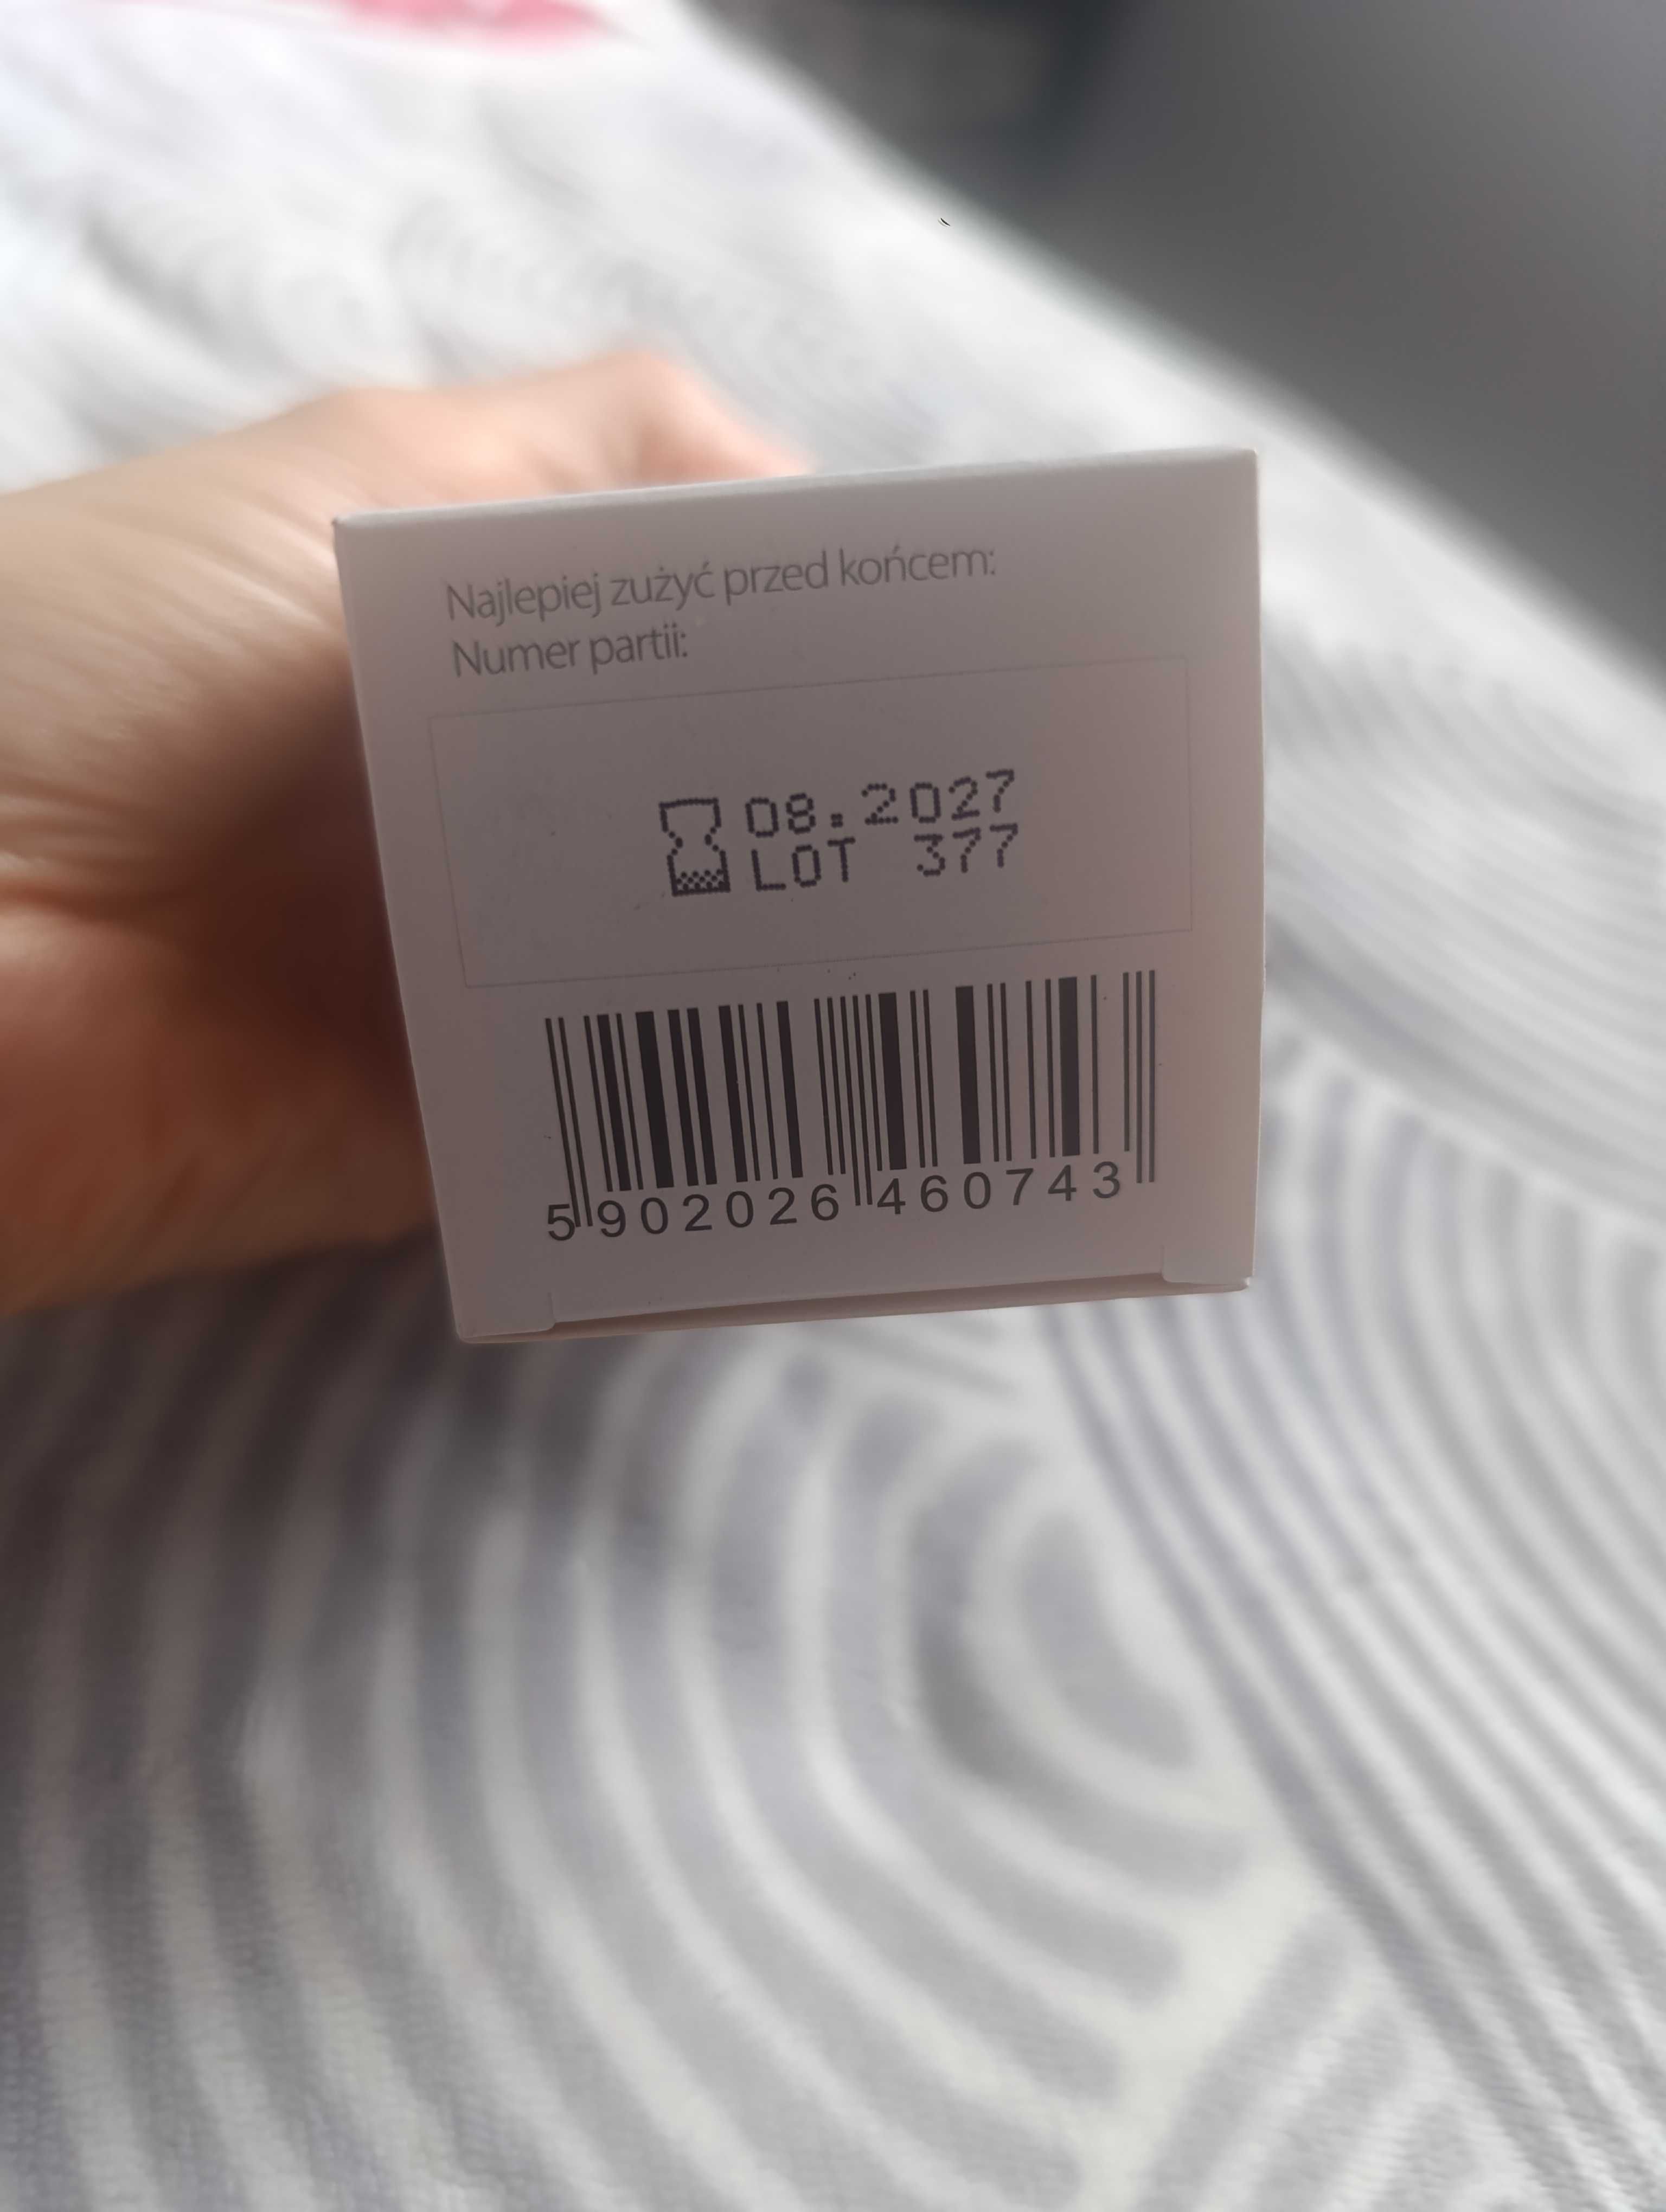 Najlepiej zużyć przed końcem:
Numer partii:
08.2027
LOT 377
5 902026 460743